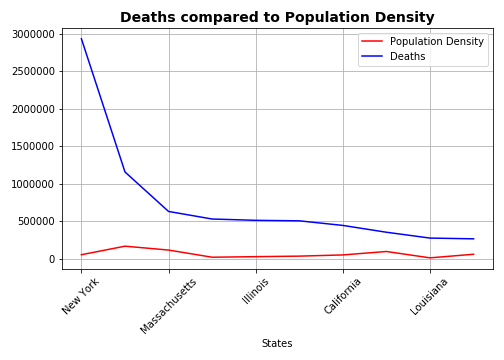 Deaths compared to Population Density
Population Density
Deaths
3000000
2500000
2000000
1500000
1000000
500000
0
New York
Massachusetts
Illinois
California
Louisiana
States